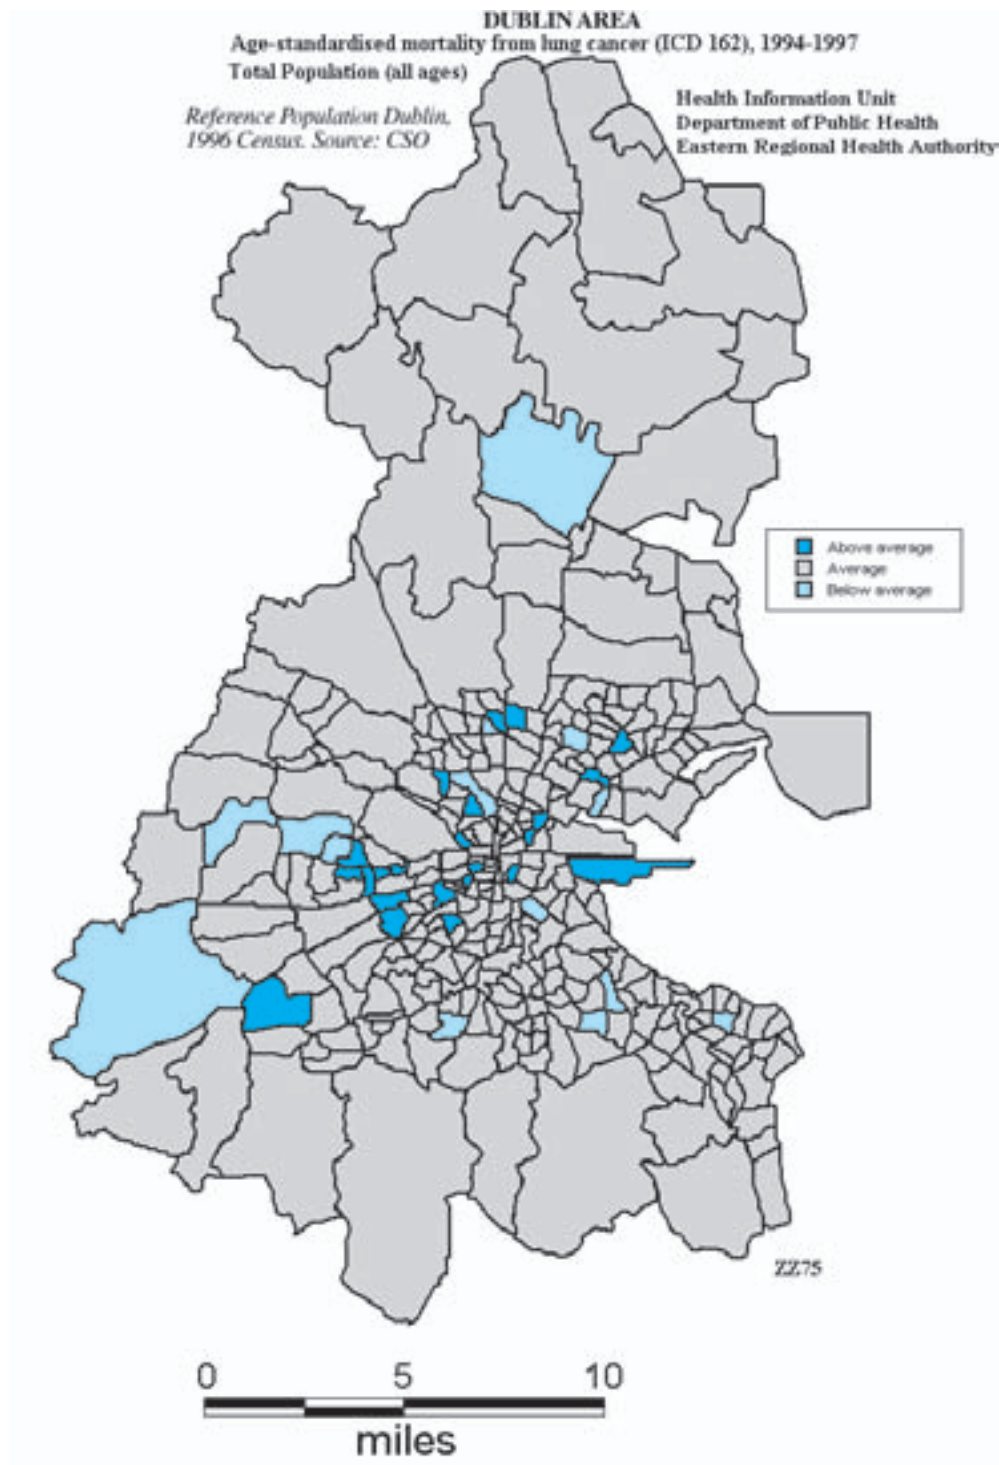 DUBLIN AREA
Age-standardised mortality from lung cancer (ICD 162), 1994-1997
Total Population (all ages)
Reference Population Dublin,
1996 Census. Source: CSO
Health Information Unit
Department of Public Health
Eastern Regional Health Authority
Above average
Average
Below average
ZZ75
0 5 10
miles